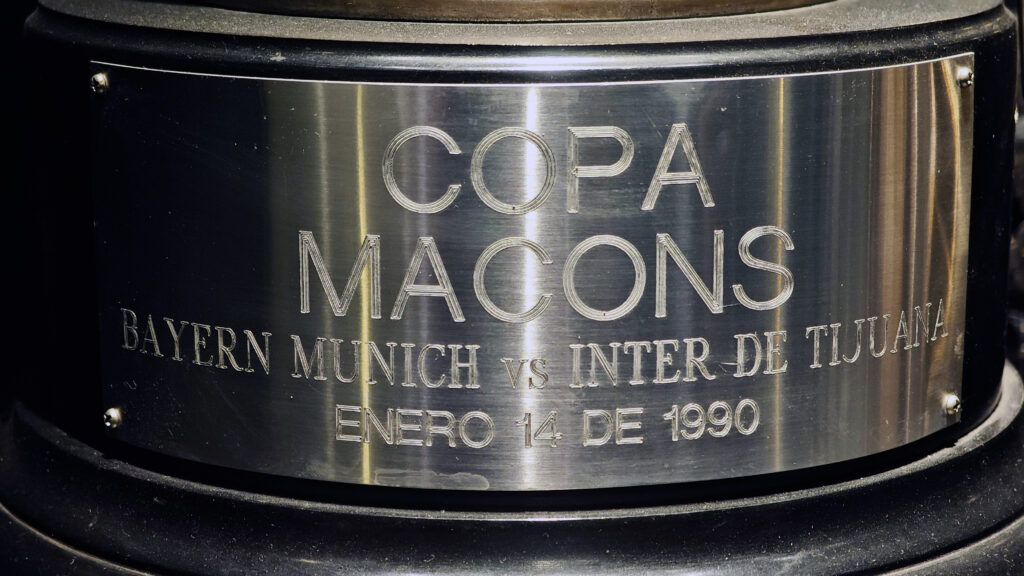 COPA
MACONS
BAYERN MUNICH VS INTER DE TIJUANA
ENERO 14 DE 1990